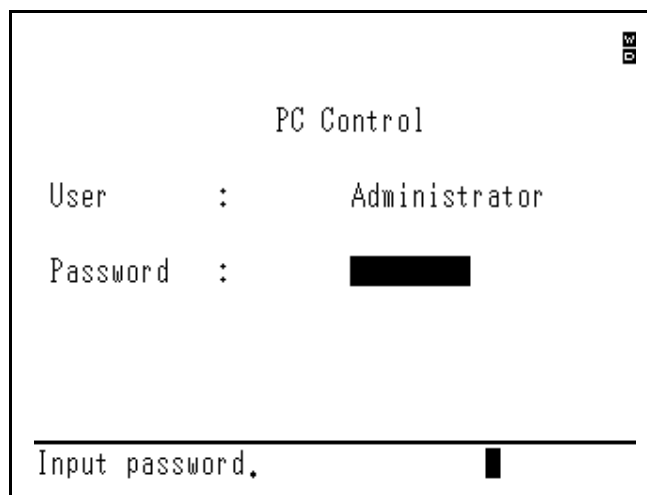 W
D
PC Control
User : Administrator
Password :
Input password.